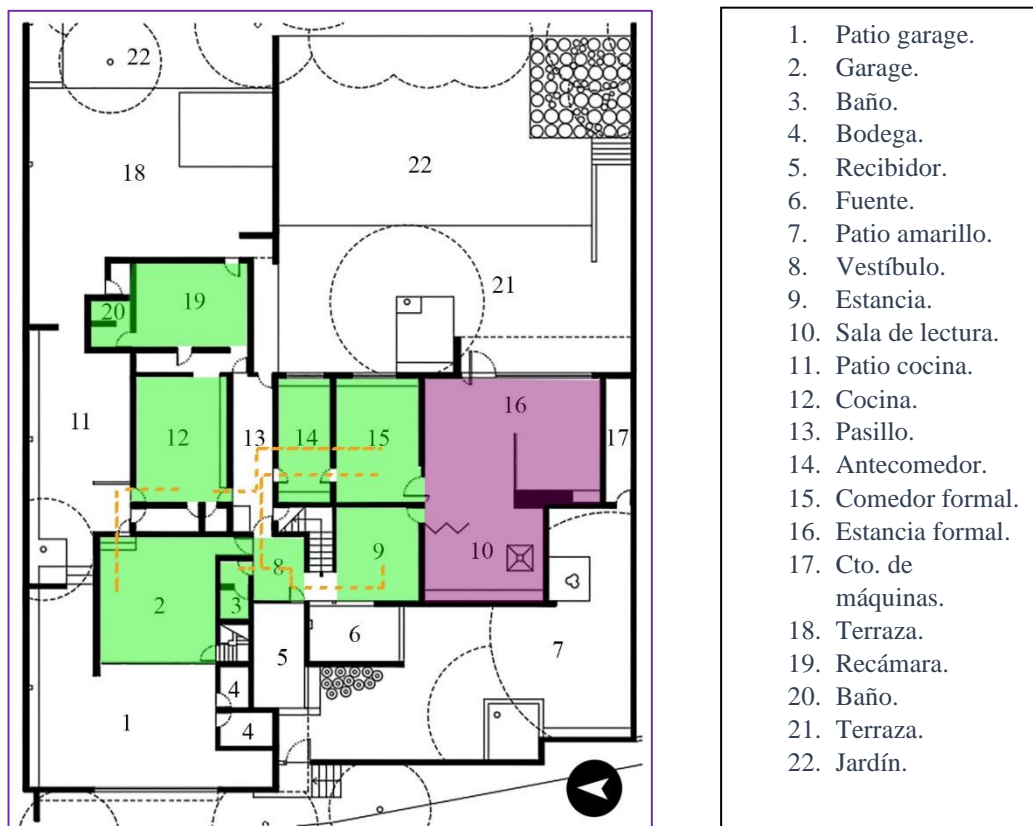 22
18
22
19
20
21
16
11
12
13
14
15
17
10
9
8
2
3
6
7
5
4
1
4
1. Patio garage.
2. Garage.
3. Baño.
4. Bodega.
5. Recibidor.
6. Fuente.
7. Patio amarillo.
8. Vestíbulo.
9. Estancia.
10. Sala de lectura.
11. Patio cocina.
12. Cocina.
13. Pasillo.
14. Antecomedor.
15. Comedor formal.
16. Estancia formal.
17. Cto. de
máquinas.
18. Terraza.
19. Recámara.
20. Baño.
21. Terraza.
22. Jardín.